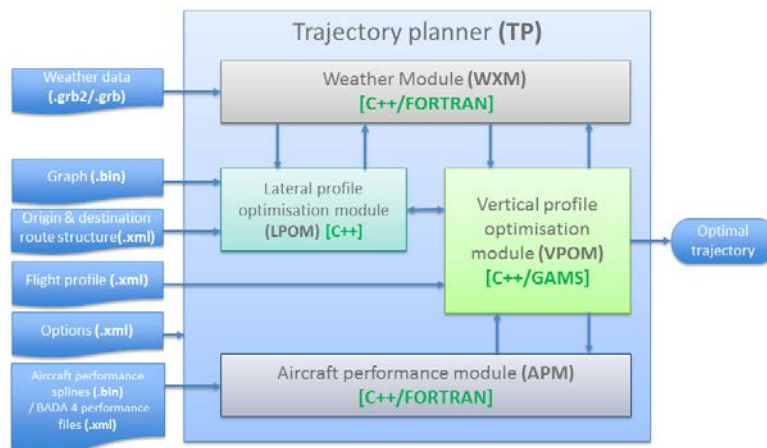 Trajectory planner (TP)
Weather data
(.grb2/.grb)
Weather Module (WXM)
[C++/FORTRAN]
Graph (.bin)
Origin & destination
route structure(.xml)
Lateral profile
optimisation module
(LPOM) [C++]
Vertical profile
optimisation
module (VPOM)
[C++/GAMS]
Optimal
trajectory
Flight profile (.xml)
Options (.xml)
Aircraft performance
splines (.bin)
/ BADA 4 performance
files (.xml)
Aircraft performance module (APM)
[C++/FORTRAN]